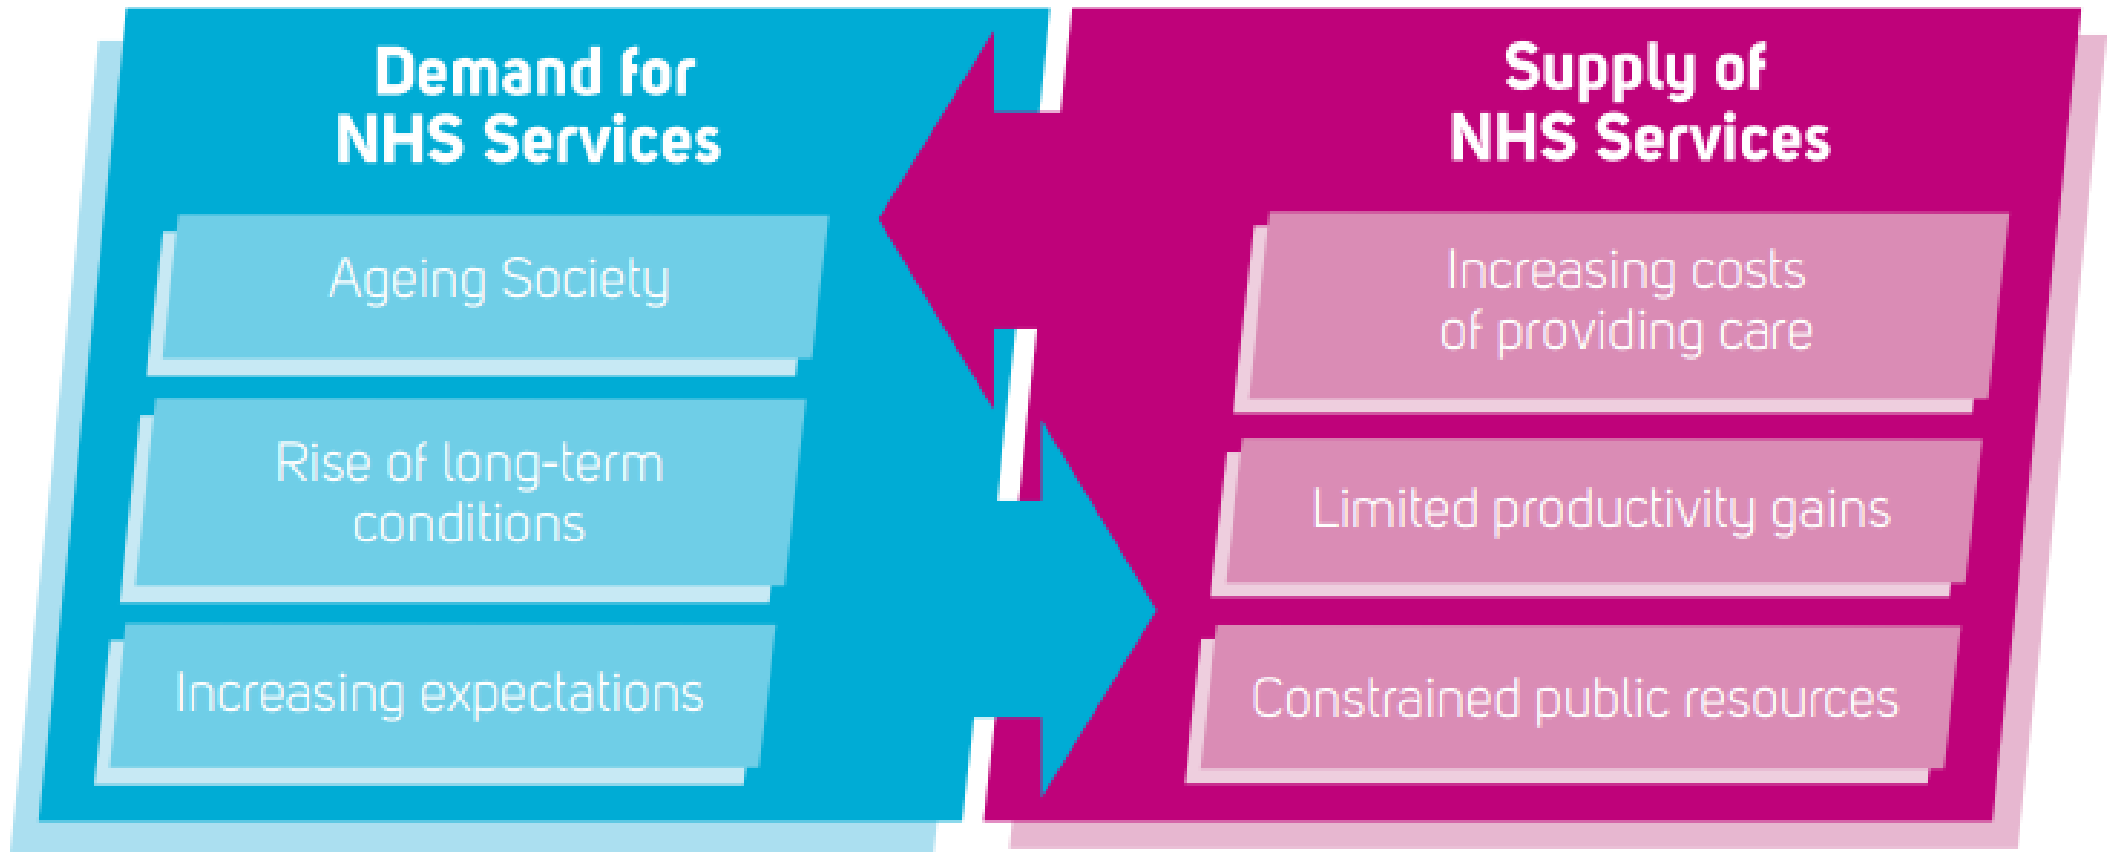 Demand for
NHS Services
Ageing Society
Rise of long-term
conditions
Increasing expectations
Supply of
NHS Services
Increasing costs
of providing care
Limited productivity gains
Constrained public resources